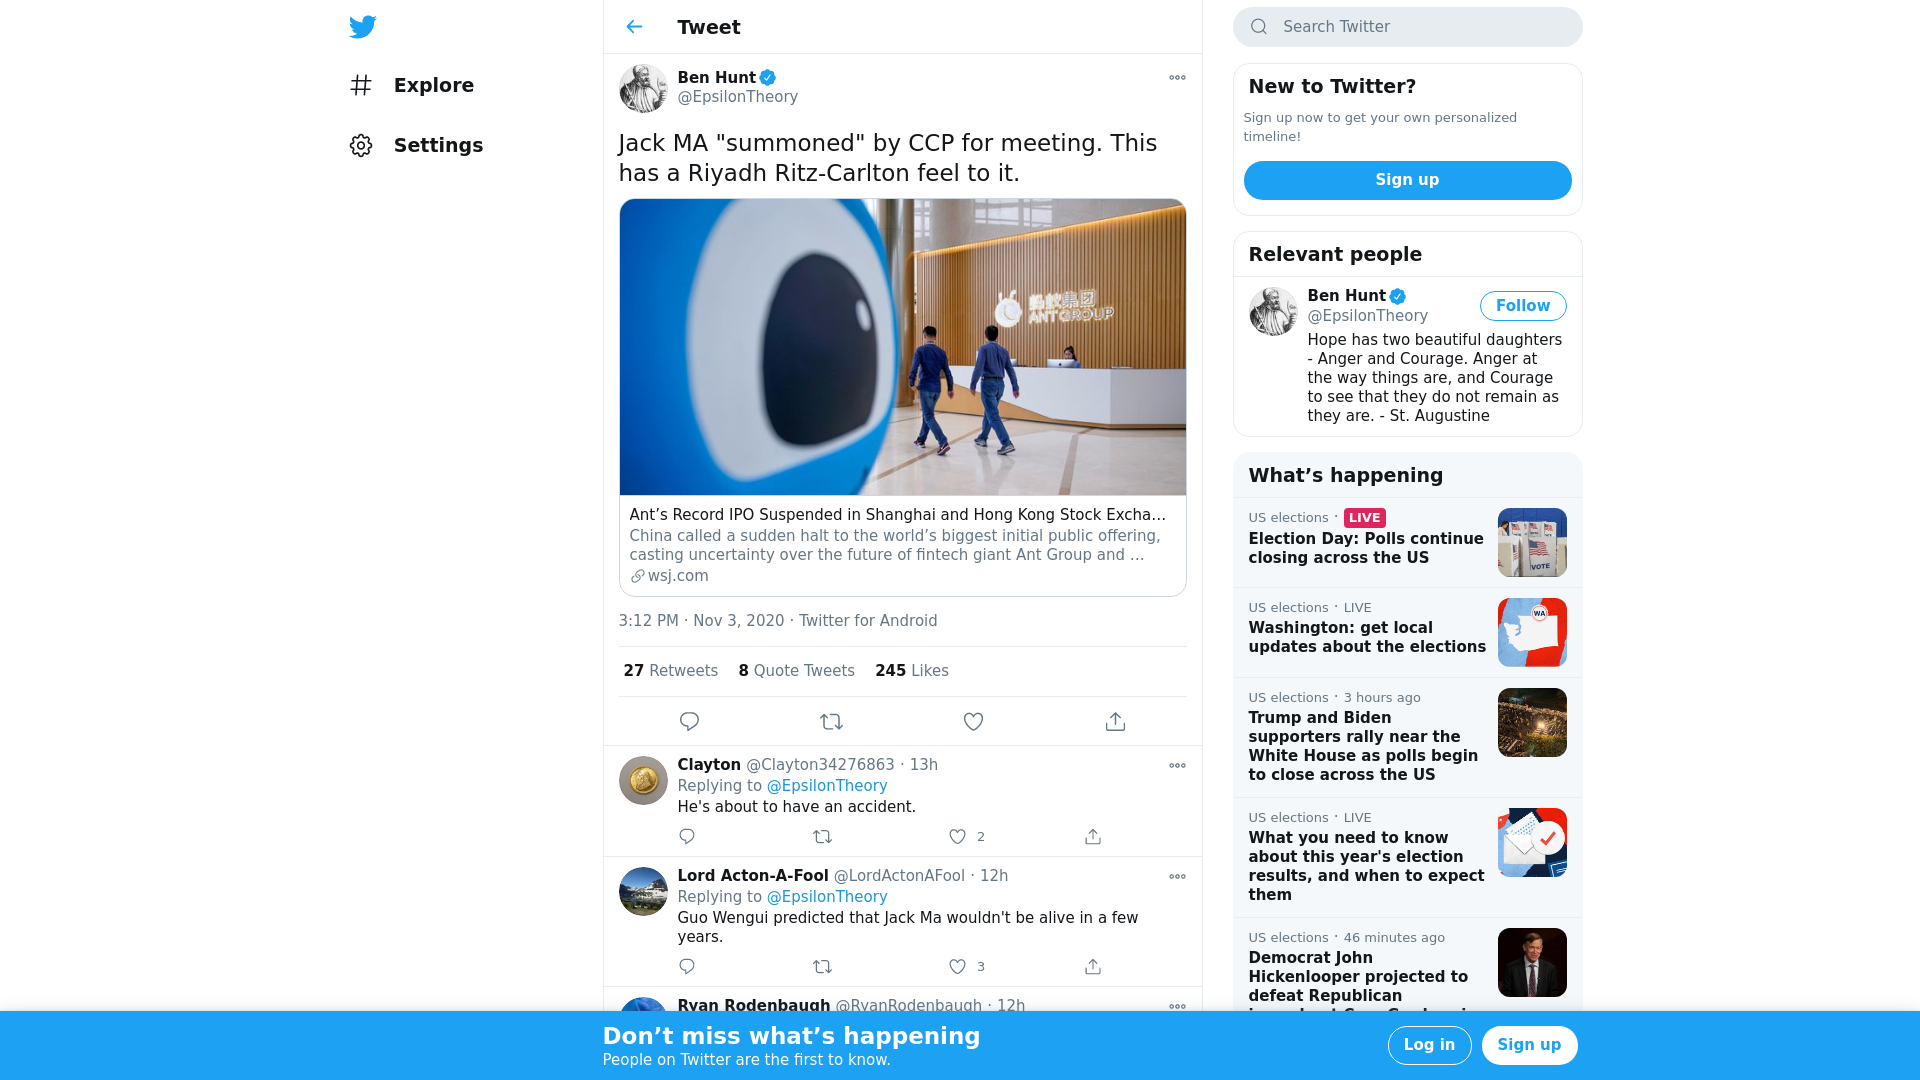 Explore
Settings
Tweet
Ben Hunt
@EpsilonTheory
Jack MA "summoned" by CCP for meeting. This
has a Riyadh Ritz-Carlton feel to it.
蚂蚁集团
ANT GROUP
Ant’s Record IPO Suspended in Shanghai and Hong Kong Stock Excha…
China called a sudden halt to the world’s biggest initial public offering,
casting uncertainty over the future of fintech giant Ant Group and …
wsj.com
3:12 PM · Nov 3, 2020 · Twitter for Android
27 Retweets 8 Quote Tweets 245 Likes
Clayton @Clayton34276863 · 13h
Replying to @EpsilonTheory
He's about to have an accident.
2
Lord Acton-A-Fool @LordActonAFool · 12h
Replying to @EpsilonTheory
Guo Wengui predicted that Jack Ma wouldn't be alive in a few
years.
3
Ryan Rodenbaugh @RyanRodenbaugh · 12h
Search Twitter
New to Twitter?
Sign up now to get your own personalized
timeline!
Sign up
Relevant people
Ben Hunt
@EpsilonTheory
Follow
Hope has two beautiful daughters
- Anger and Courage. Anger at
the way things are, and Courage
to see that they do not remain as
they are. - St. Augustine
What’s happening
US elections · LIVE
Election Day: Polls continue
closing across the US
VOTE
US elections · LIVE
Washington: get local
updates about the elections
WA
US elections · 3 hours ago
Trump and Biden
supporters rally near the
White House as polls begin
to close across the US
US elections · LIVE
What you need to know
about this year's election
results, and when to expect
them
US elections · 46 minutes ago
Democrat John
Hickenlooper projected to
defeat Republican
Don’t miss what’s happening
People on Twitter are the first to know.
Log in
Sign up